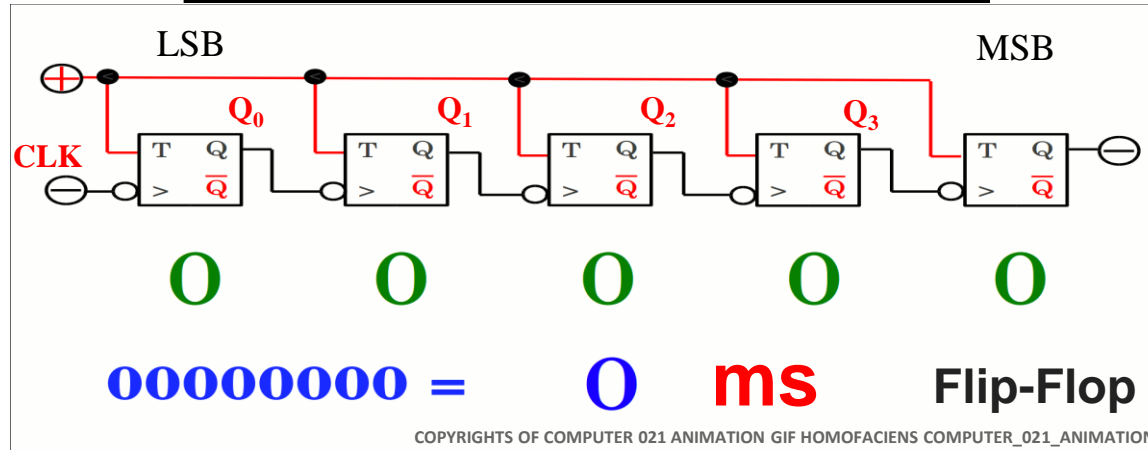 LSB MSB
Q0 Q1 Q2 Q3
CLK
T Q T Q T Q T Q T Q
> Q̅ > Q̅ > Q̅ > Q̅ > Q̅
0 0 0 0 0
00000000 = 0 ms Flip-Flop
COPYRIGHTS OF COMPUTER 021 ANIMATION GIF HOMOFACIENS COMPUTER_021_ANIMATION